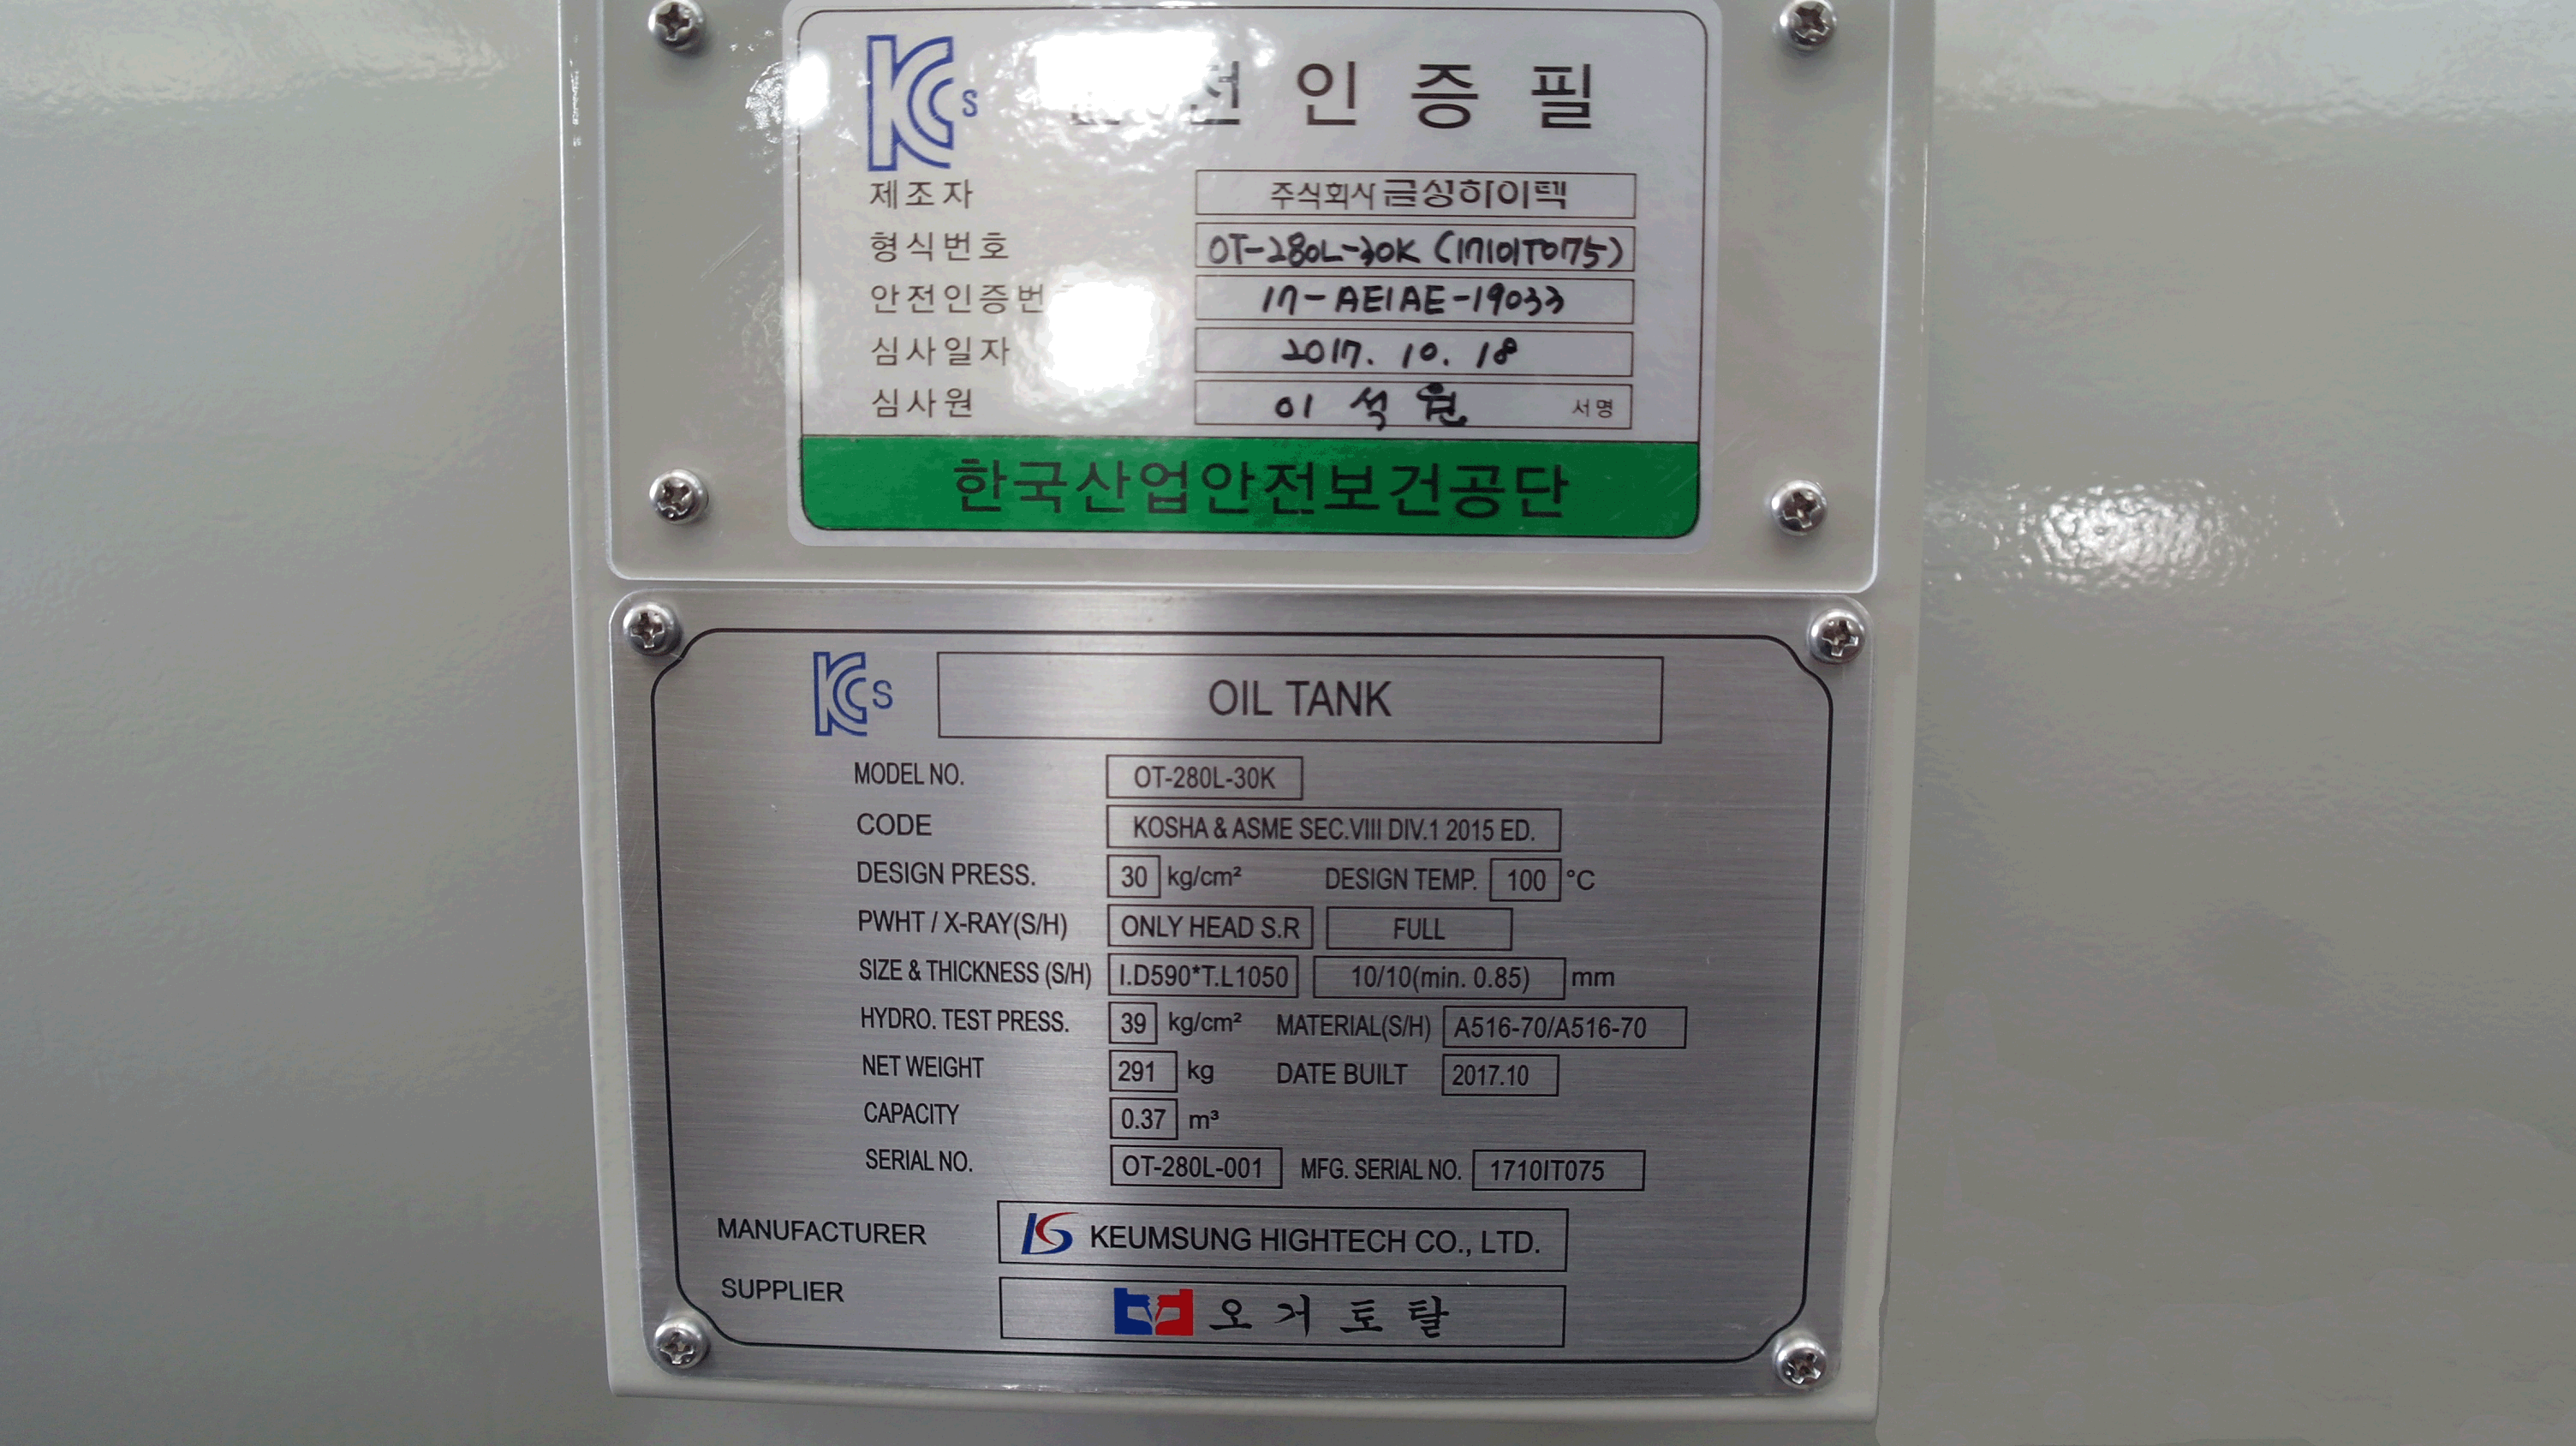 KCs 전인증필
제조자 주식회사 금성하이텍
형식번호 OT-280L-30K (1710IT075)
안전인증번 17-AEIAE-19033
심사일자 2017. 10. 18
심사원 이석원 서명
한국산업안전보건공단
KCs OIL TANK
MODEL NO. OT-280L-30K
CODE KOSHA & ASME SEC.VIII DIV.1 2015 ED.
DESIGN PRESS. 30 kg/cm² DESIGN TEMP. 100 °C
PWHT / X-RAY(S/H) ONLY HEAD S.R FULL
SIZE & THICKNESS (S/H) I.D590*T.L1050 10/10(min. 0.85) mm
HYDRO. TEST PRESS. 39 kg/cm² MATERIAL(S/H) A516-70/A516-70
NET WEIGHT 291 kg DATE BUILT 2017.10
CAPACITY 0.37 m³
SERIAL NO. OT-280L-001 MFG. SERIAL NO. 1710IT075
MANUFACTURER KEUMSUNG HIGHTECH CO., LTD.
SUPPLIER 오거토탈